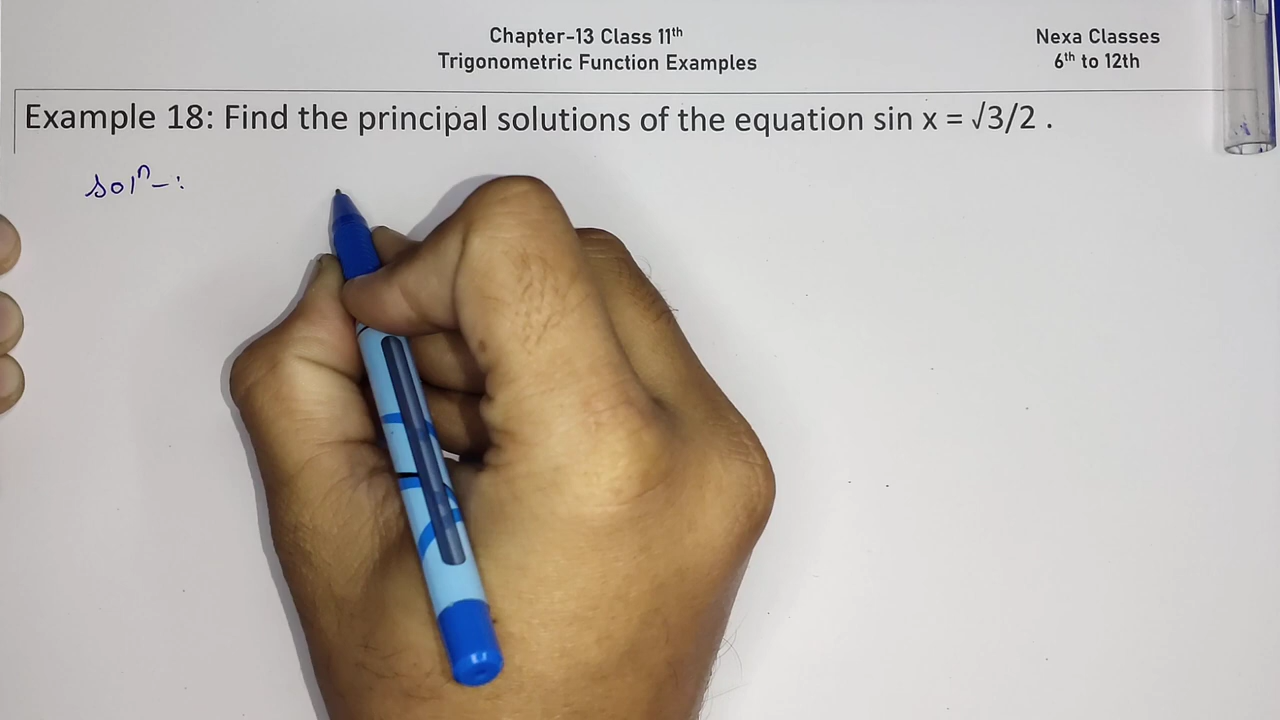 Chapter-13 Class 11th
Trigonometric Function Examples
Nexa Classes
6th to 12th
Example 18: Find the principal solutions of the equation sin x = √3/2 .
Solⁿ-: